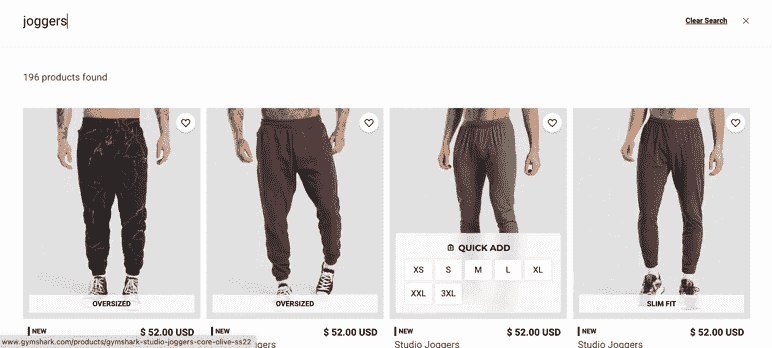 joggers
Clear Search
196 products found
QUICK ADD
XS S M L XL
XXL 3XL
OVERSIZED
OVERSIZED
SLIM FIT
NEW $ 52.00 USD
NEW $ 52.00 USD
NEW $ 52.00 USD
NEW $ 52.00 USD
www.gymshark.com/products/gymshark-studio-joggers-core-olive-ss22
Studio Joggers
Studio Joggers